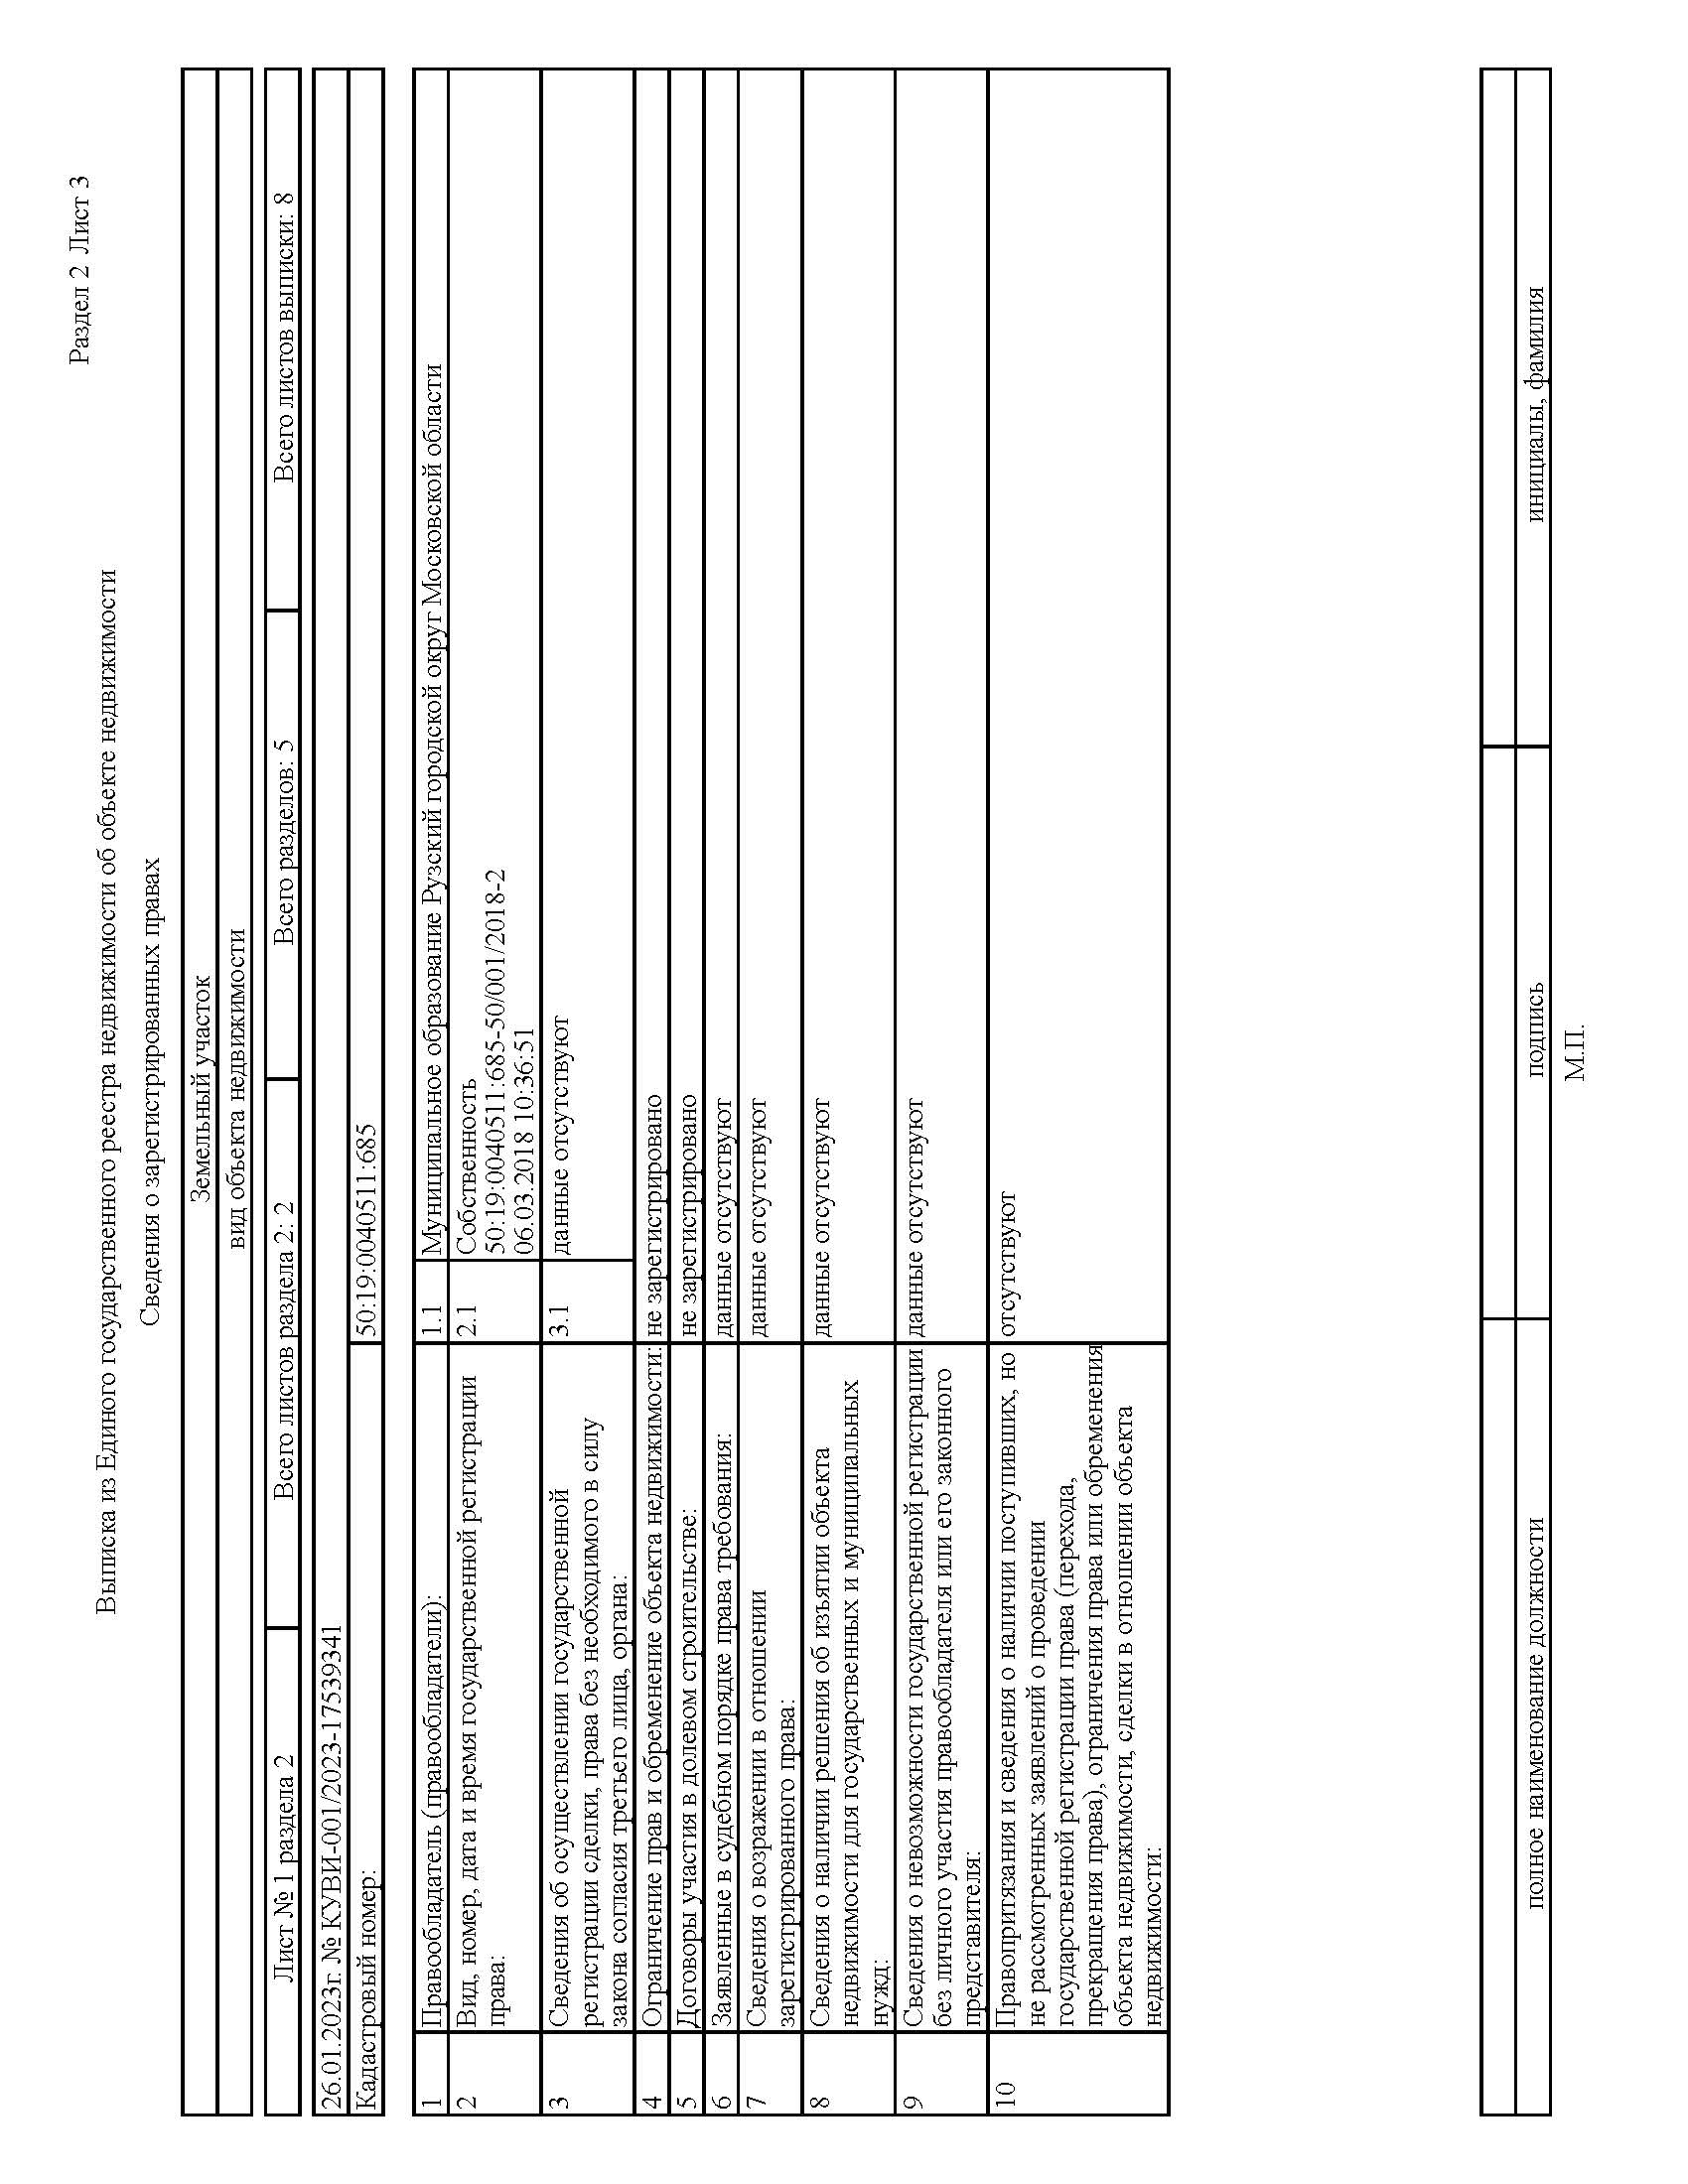 Раздел 2 Лист 3
Выписка из Единого государственного реестра недвижимости об объекте недвижимости
Сведения о зарегистрированных правах
Земельный участок
вид объекта недвижимости
Лист № 1 раздела 2 Всего листов раздела 2: 2 Всего разделов: 5 Всего листов выписки: 8
26.01.2023г. № КУВИ-001/2023-17539341
Кадастровый номер: 50:19:0040511:685
1 Правообладатель (правообладатели): 1.1 Муниципальное образование Рузский городской округ Московской области
2 Вид, номер, дата и время государственной регистрации 2.1 Собственность
права: 50:19:0040511:685-50/001/2018-2
06.03.2018 10:36:51
3 Сведения об осуществлении государственной 3.1 данные отсутствуют
регистрации сделки, права без необходимого в силу
закона согласия третьего лица, органа:
4 Ограничение прав и обременение объекта недвижимости: не зарегистрировано
5 Договоры участия в долевом строительстве: не зарегистрировано
6 Заявленные в судебном порядке права требования: данные отсутствуют
7 Сведения о возражении в отношении данные отсутствуют
зарегистрированного права:
8 Сведения о наличии решения об изъятии объекта данные отсутствуют
недвижимости для государственных и муниципальных
нужд:
9 Сведения о невозможности государственной регистрации данные отсутствуют
без личного участия правообладателя или его законного
представителя:
10 Правопритязания и сведения о наличии поступивших, но отсутствуют
не рассмотренных заявлений о проведении
государственной регистрации права (перехода,
прекращения права), ограничения права или обременения
объекта недвижимости, сделки в отношении объекта
недвижимости:
полное наименование должности подпись инициалы, фамилия
М.П.